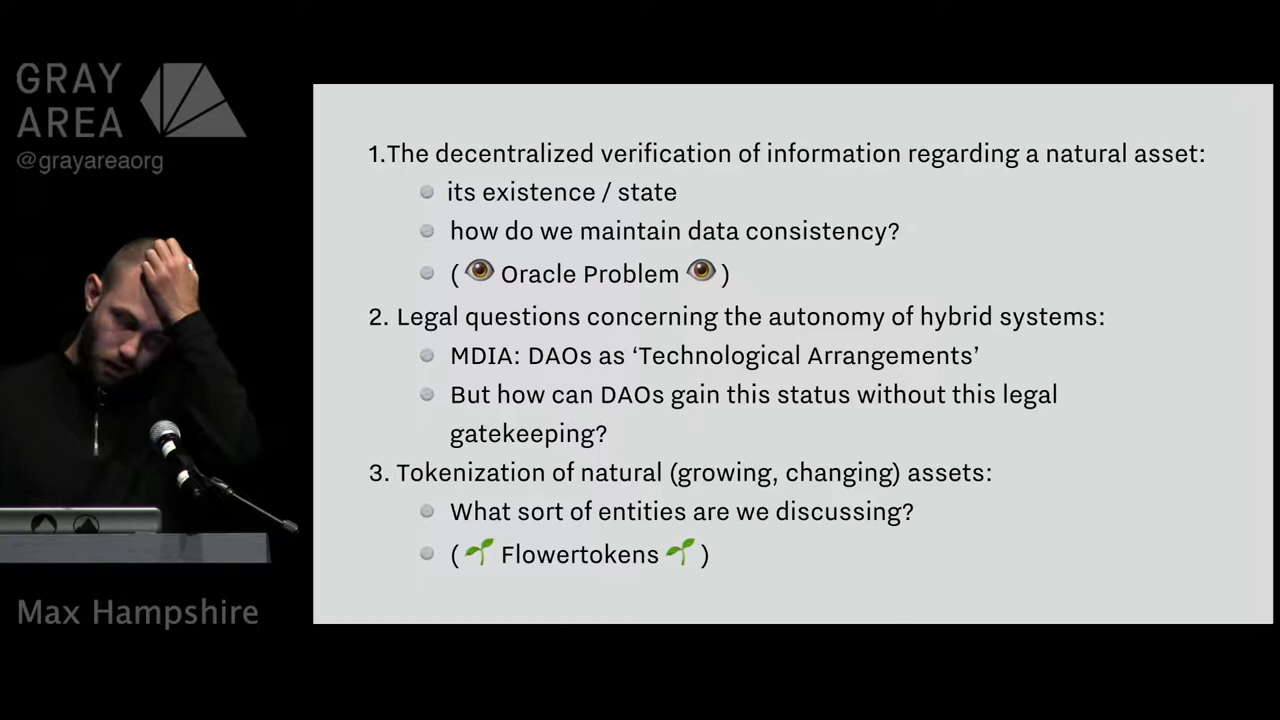 GRAY
AREA
@grayareaorg
1.The decentralized verification of information regarding a natural asset:
its existence / state
how do we maintain data consistency?
( 👁 Oracle Problem 👁 )
2. Legal questions concerning the autonomy of hybrid systems:
MDIA: DAOs as ‘Technological Arrangements’
But how can DAOs gain this status without this legal
gatekeeping?
3. Tokenization of natural (growing, changing) assets:
What sort of entities are we discussing?
( 🌱 Flowertokens 🌱 )
Max Hampshire